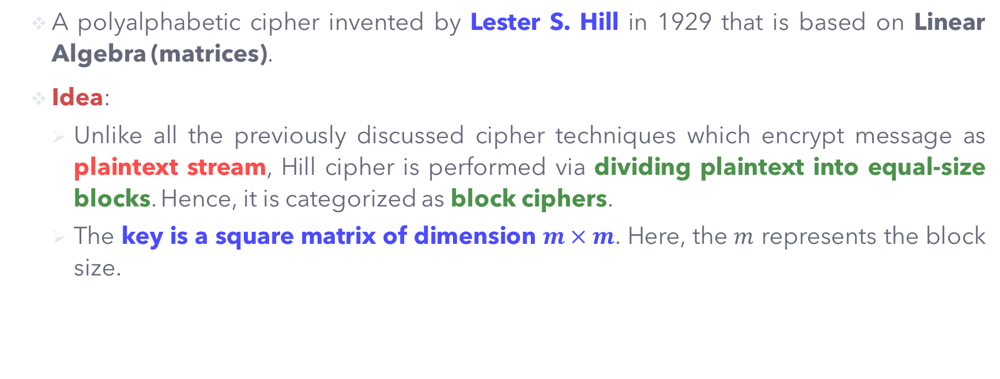 ❖ A polyalphabetic cipher invented by Lester S. Hill in 1929 that is based on Linear
Algebra (matrices).
❖ Idea:
➢ Unlike all the previously discussed cipher techniques which encrypt message as
plaintext stream, Hill cipher is performed via dividing plaintext into equal-size
blocks. Hence, it is categorized as block ciphers.
➢ The key is a square matrix of dimension m × m. Here, the m represents the block
size.